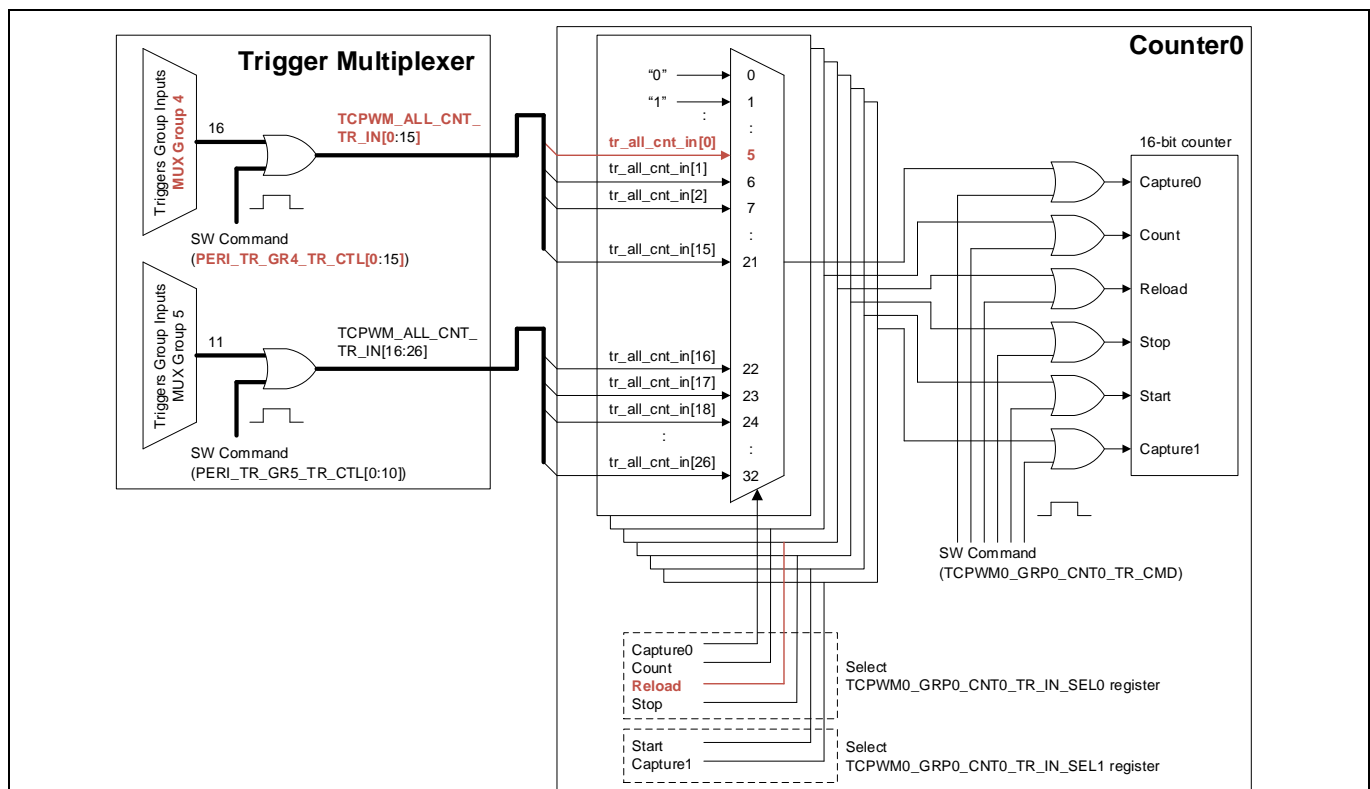 Trigger Multiplexer
Triggers Group Inputs
MUX Group 4
16
TCPWM_ALL_CNT_
TR_IN[0:15]
SW Command
(PERI_TR_GR4_TR_CTL[0:15])
Triggers Group Inputs
MUX Group 5
11
TCPWM_ALL_CNT_
TR_IN[16:26]
SW Command
(PERI_TR_GR5_TR_CTL[0:10])
Counter0
“0”
0
“1”
1
:
:
tr_all_cnt_in[0]
5
tr_all_cnt_in[1]
6
tr_all_cnt_in[2]
7
:
:
tr_all_cnt_in[15]
21
tr_all_cnt_in[16]
22
tr_all_cnt_in[17]
23
tr_all_cnt_in[18]
24
:
:
tr_all_cnt_in[26]
32
16-bit counter
Capture0
Count
Reload
Stop
Start
Capture1
SW Command
(TCPWM0_GRP0_CNT0_TR_CMD)
Capture0
Count
Reload
Stop
Select
TCPWM0_GRP0_CNT0_TR_IN_SEL0 register
Start
Capture1
Select
TCPWM0_GRP0_CNT0_TR_IN_SEL1 register